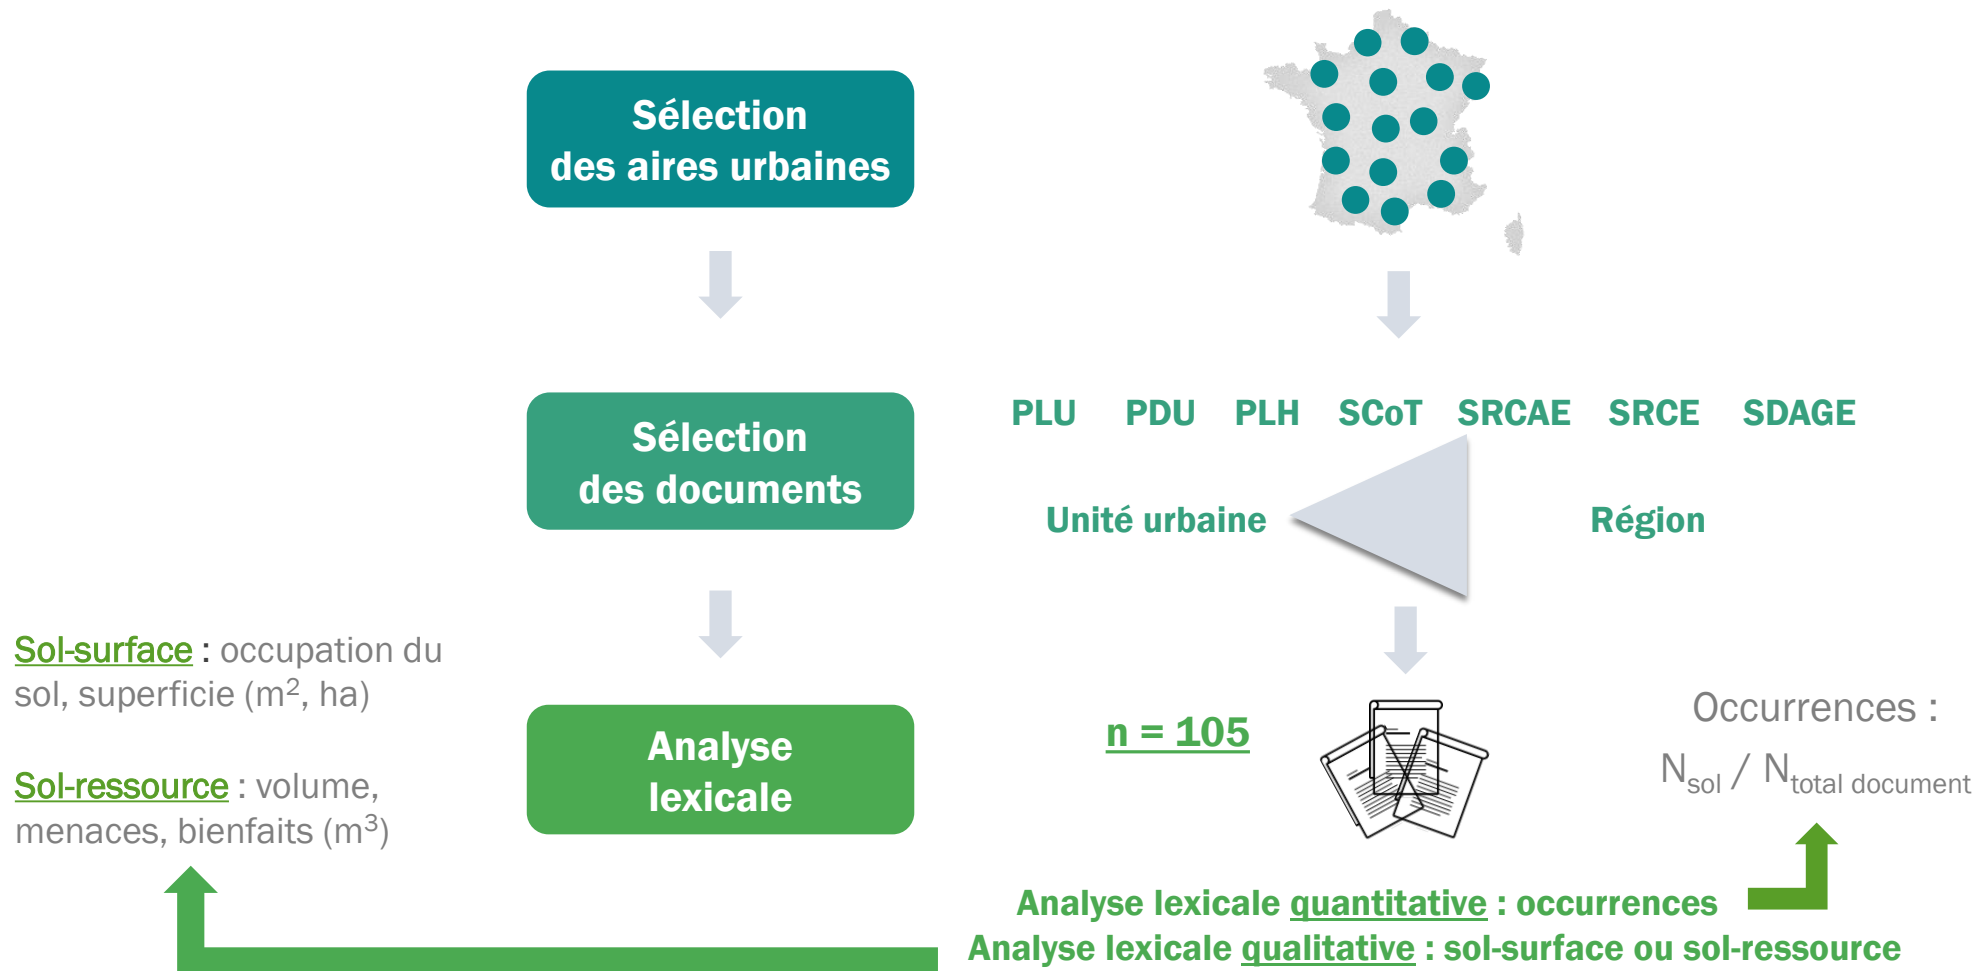 Sélection
des aires urbaines
Sélection
des documents
PLU PDU PLH SCoT SRCAE SRCE SDAGE
Unité urbaine Région
Sol-surface : occupation du
sol, superficie (m², ha)
Sol-ressource : volume,
menaces, bienfaits (m³)
Analyse
lexicale
n = 105
Occurrences :
N_sol / N_total document
Analyse lexicale quantitative : occurrences
Analyse lexicale qualitative : sol-surface ou sol-ressource